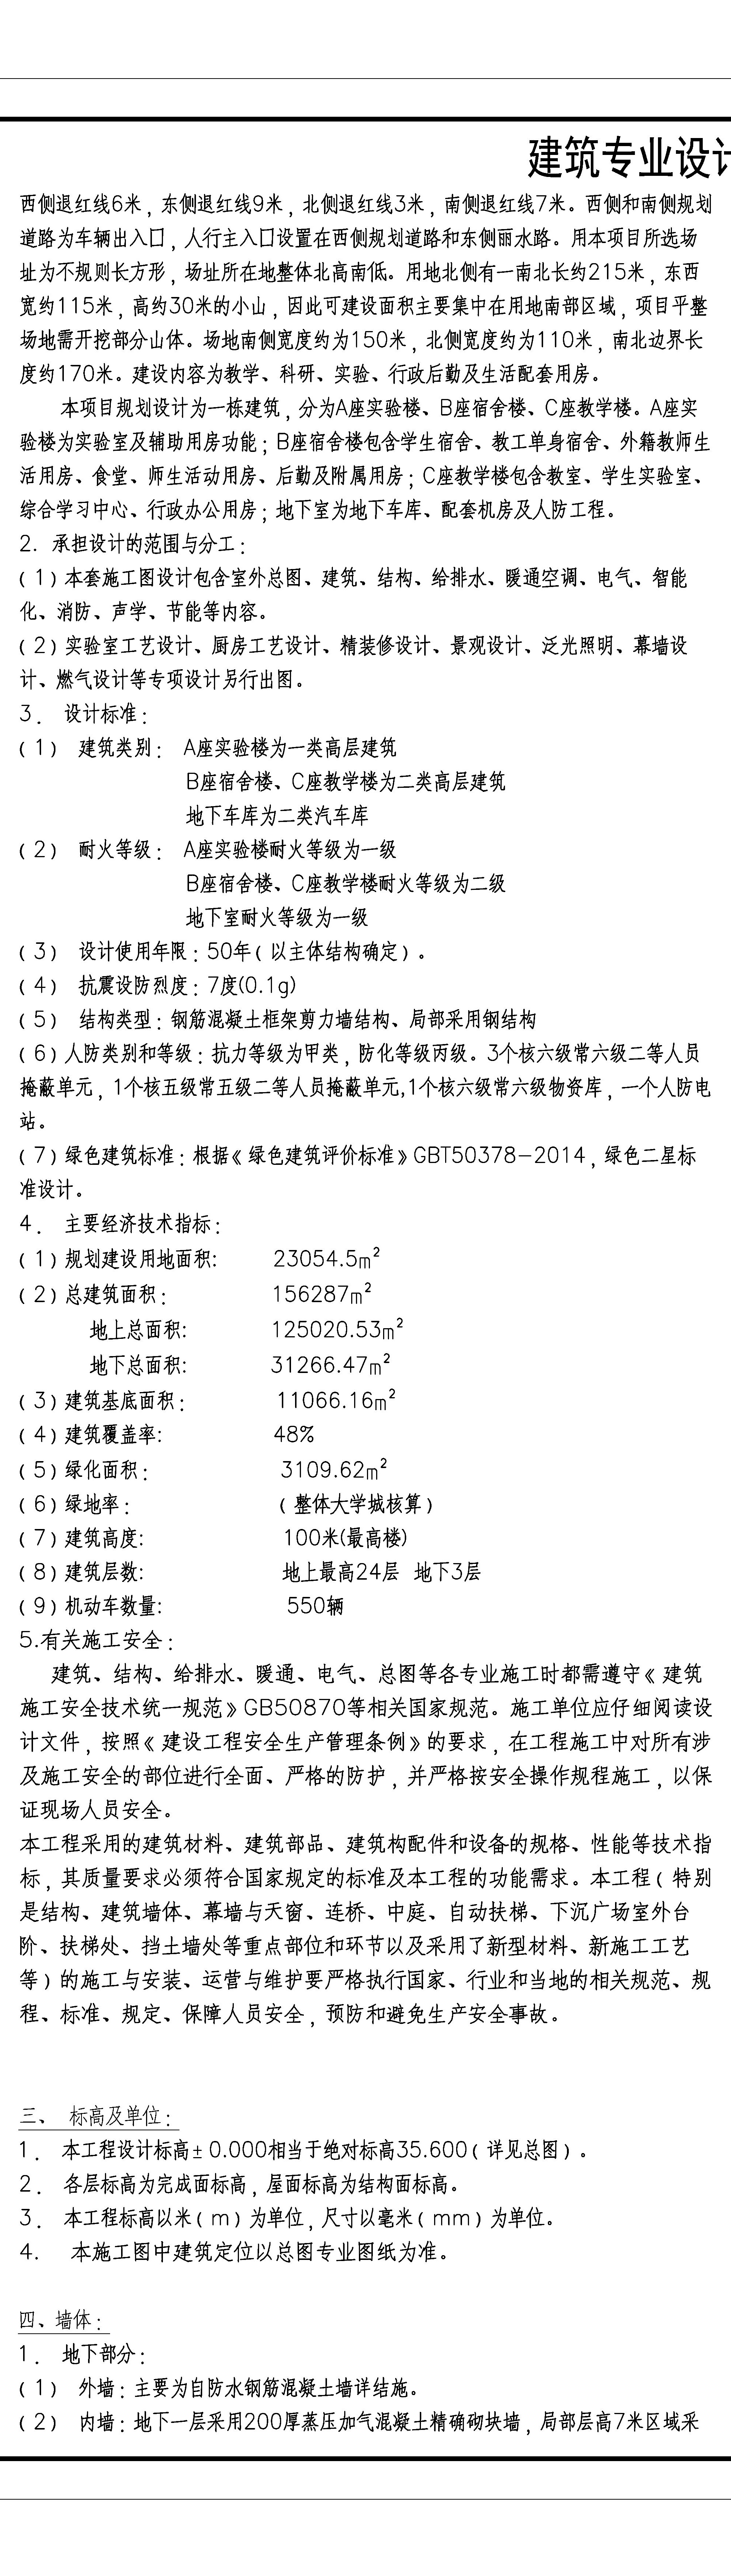 建筑专业设计
西侧退红线6米，东侧退红线9米，北侧退红线3米，南侧退红线7米。西侧和南侧规划
道路为车辆出入口，人行主入口设置在西侧规划道路和东侧丽水路。用本项目所选场
址为不规则长方形，场址所在地整体北高南低。用地北侧有一南北长约215米，东西
宽约115米，高约30米的小山，因此可建设面积主要集中在用地南部区域，项目平整
场地需开挖部分山体。场地南侧宽度约为150米，北侧宽度约为110米，南北边界长
度约170米。建设内容为教学、科研、实验、行政后勤及生活配套用房。
本项目规划设计为一栋建筑，分为A座实验楼、B座宿舍楼、C座教学楼。A座实
验楼为实验室及辅助用房功能；B座宿舍楼包含学生宿舍、教工单身宿舍、外籍教师生
活用房、食堂、师生活动用房、后勤及附属用房；C座教学楼包含教室、学生实验室、
综合学习中心、行政办公用房；地下室为地下车库、配套机房及人防工程。
2. 承担设计的范围与分工：
（1）本套施工图设计包含室外总图、建筑、结构、给排水、暖通空调、电气、智能
化、消防、声学、节能等内容。
（2）实验室工艺设计、厨房工艺设计、精装修设计、景观设计、泛光照明、幕墙设
计、燃气设计等专项设计另行出图。
3. 设计标准：
（1） 建筑类别： A座实验楼为一类高层建筑
B座宿舍楼、C座教学楼为二类高层建筑
地下车库为二类汽车库
（2） 耐火等级： A座实验楼耐火等级为一级
B座宿舍楼、C座教学楼耐火等级为二级
地下室耐火等级为一级
（3） 设计使用年限：50年（以主体结构确定）。
（4） 抗震设防烈度：7度(0.1g)
（5） 结构类型：钢筋混凝土框架剪力墙结构、局部采用钢结构
（6）人防类别和等级：抗力等级为甲类，防化等级丙级。3个核六级常六级二等人员
掩蔽单元，1个核五级常五级二等人员掩蔽单元,1个核六级常六级物资库，一个人防电
站。
（7）绿色建筑标准：根据《绿色建筑评价标准》GBT50378-2014，绿色二星标
准设计。
4. 主要经济技术指标：
（1）规划建设用地面积: 23054.5m²
（2）总建筑面积： 156287m²
地上总面积: 125020.53m²
地下总面积: 31266.47m²
（3）建筑基底面积： 11066.16m²
（4）建筑覆盖率: 48%
（5）绿化面积： 3109.62m²
（6）绿地率： （整体大学城核算）
（7）建筑高度: 100米(最高楼)
（8）建筑层数: 地上最高24层 地下3层
（9）机动车数量: 550辆
5.有关施工安全：
建筑、结构、给排水、暖通、电气、总图等各专业施工时都需遵守《建筑
施工安全技术统一规范》GB50870等相关国家规范。施工单位应仔细阅读设
计文件，按照《建设工程安全生产管理条例》的要求，在工程施工中对所有涉
及施工安全的部位进行全面、严格的防护，并严格按安全操作规程施工，以保
证现场人员安全。
本工程采用的建筑材料、建筑部品、建筑构配件和设备的规格、性能等技术指
标，其质量要求必须符合国家规定的标准及本工程的功能需求。本工程（特别
是结构、建筑墙体、幕墙与天窗、连桥、中庭、自动扶梯、下沉广场室外台
阶、扶梯处、挡土墙处等重点部位和环节以及采用了新型材料、新施工工艺
等）的施工与安装、运营与维护要严格执行国家、行业和当地的相关规范、规
程、标准、规定、保障人员安全，预防和避免生产安全事故。
三、 标高及单位：
1. 本工程设计标高±0.000相当于绝对标高35.600（详见总图）。
2. 各层标高为完成面标高，屋面标高为结构面标高。
3. 本工程标高以米（m）为单位，尺寸以毫米（mm）为单位。
4. 本施工图中建筑定位以总图专业图纸为准。
四、墙体：
1. 地下部分：
（1） 外墙：主要为自防水钢筋混凝土墙详结施。
（2） 内墙：地下一层采用200厚蒸压加气混凝土精确砌块墙，局部层高7米区域采